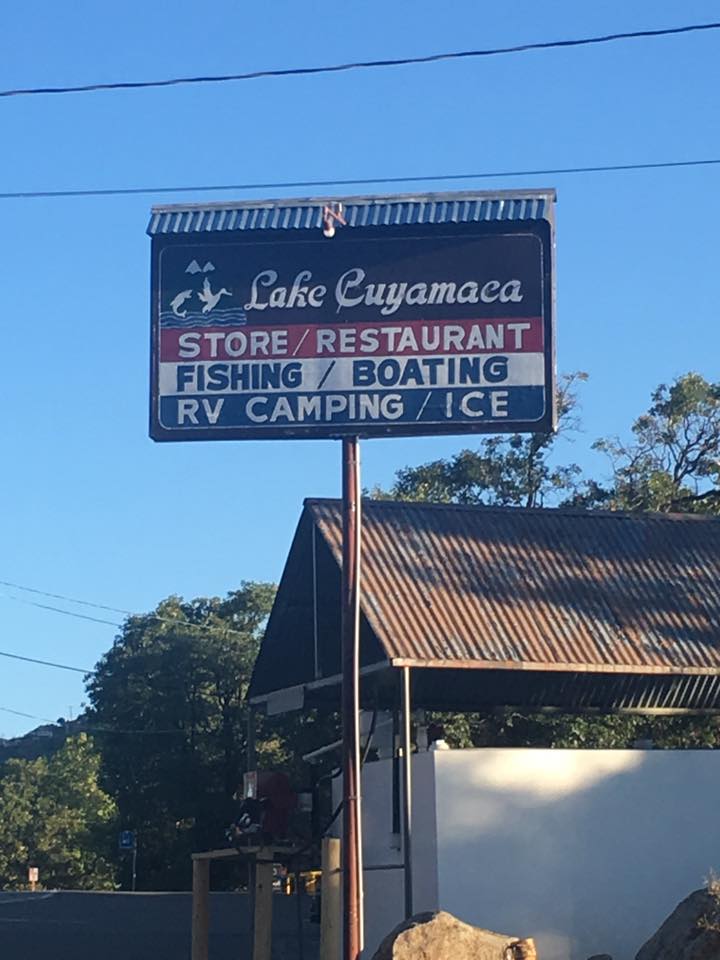 Lake Cuyamaca
STORE / RESTAURANT
FISHING / BOATING
RV CAMPING / ICE